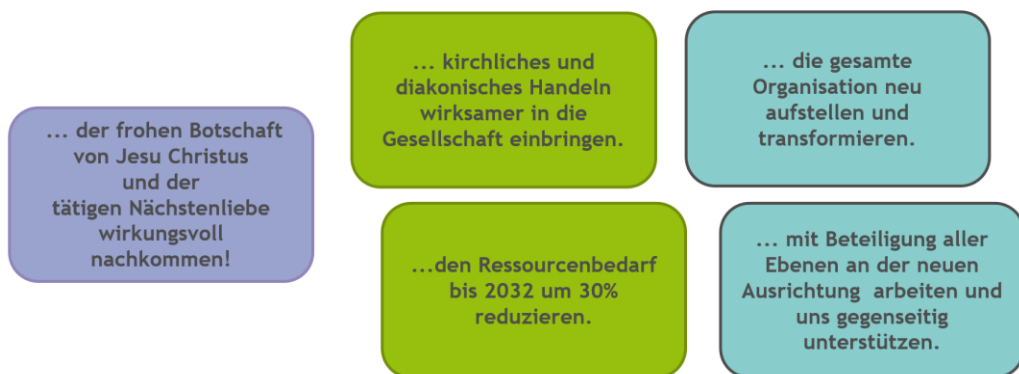 ... der frohen Botschaft
von Jesu Christus
und der
tätigen Nächstenliebe
wirkungsvoll
nachkommen!
... kirchliches und
diakonisches Handeln
wirksamer in die
Gesellschaft einbringen.
...den Ressourcenbedarf
bis 2032 um 30%
reduzieren.
... die gesamte
Organisation neu
aufstellen und
transformieren.
... mit Beteiligung aller
Ebenen an der neuen
Ausrichtung arbeiten und
uns gegenseitig
unterstützen.